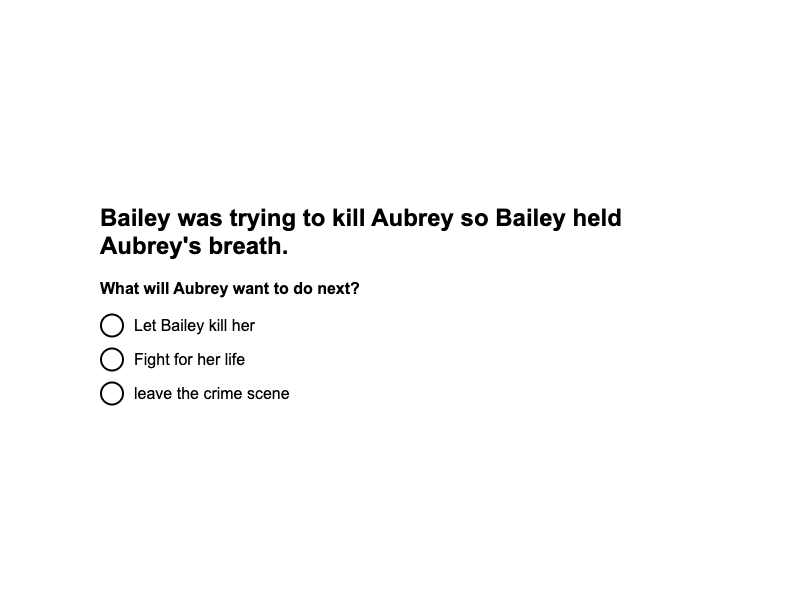 Bailey was trying to kill Aubrey so Bailey held
Aubrey's breath.
What will Aubrey want to do next?
Let Bailey kill her
Fight for her life
leave the crime scene